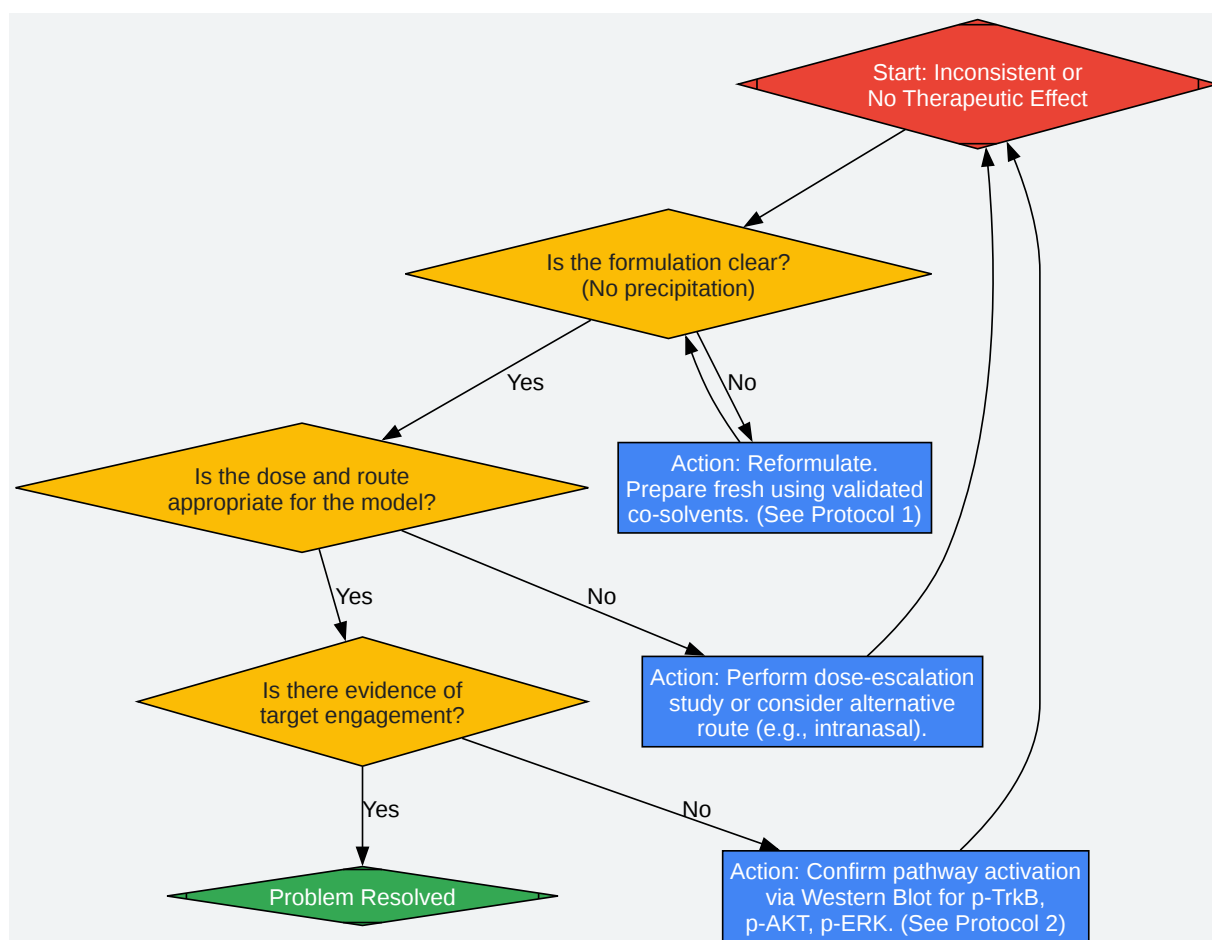 Start: Inconsistent or
No Therapeutic Effect
Is the formulation clear?
(No precipitation)
Yes
No
Action: Reformulate.
Prepare fresh using validated
co-solvents. (See Protocol 1)
Is the dose and route
appropriate for the model?
Yes
No
Action: Perform dose-escalation
study or consider alternative
route (e.g., intranasal).
Is there evidence of
target engagement?
Yes
No
Action: Confirm pathway activation
via Western Blot for p-TrkB,
p-AKT, p-ERK. (See Protocol 2)
Problem Resolved